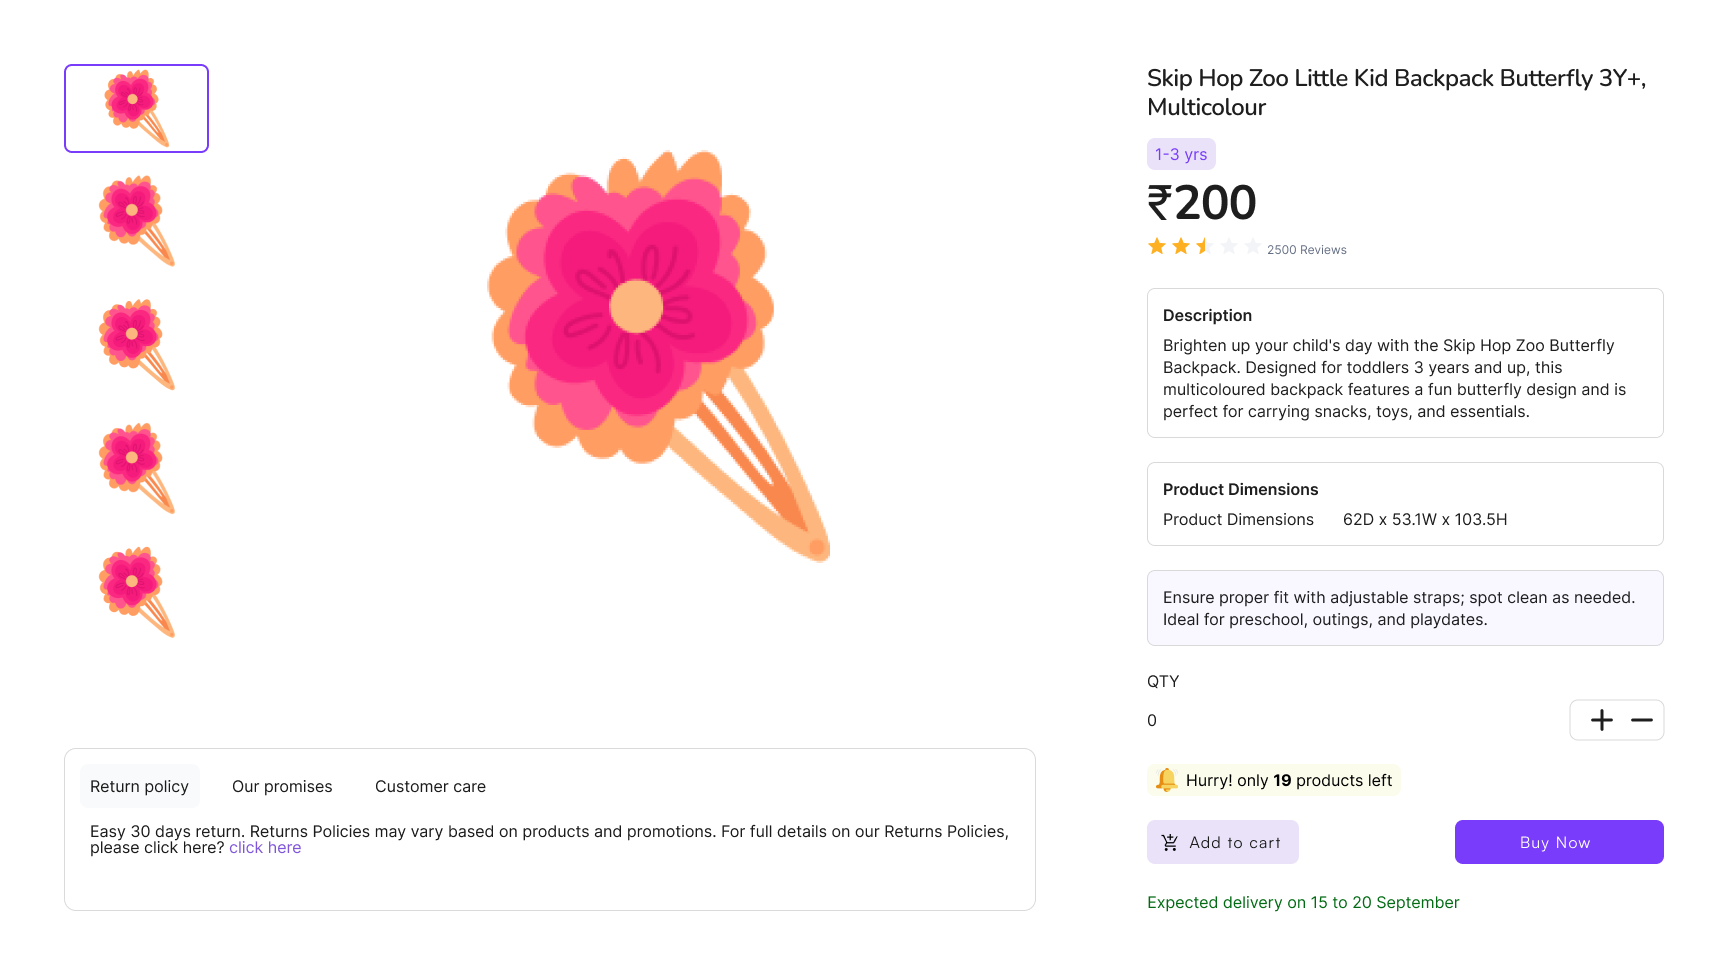 Skip Hop Zoo Little Kid Backpack Butterfly 3Y+,
Multicolour
1-3 yrs
₹200
2500 Reviews
Description
Brighten up your child's day with the Skip Hop Zoo Butterfly
Backpack. Designed for toddlers 3 years and up, this
multicoloured backpack features a fun butterfly design and is
perfect for carrying snacks, toys, and essentials.
Product Dimensions
Product Dimensions 62D x 53.1W x 103.5H
Ensure proper fit with adjustable straps; spot clean as needed.
Ideal for preschool, outings, and playdates.
QTY
0
Hurry! only 19 products left
Add to cart
Buy Now
Expected delivery on 15 to 20 September
Return policy Our promises Customer care
Easy 30 days return. Returns Policies may vary based on products and promotions. For full details on our Returns Policies,
please click here? click here